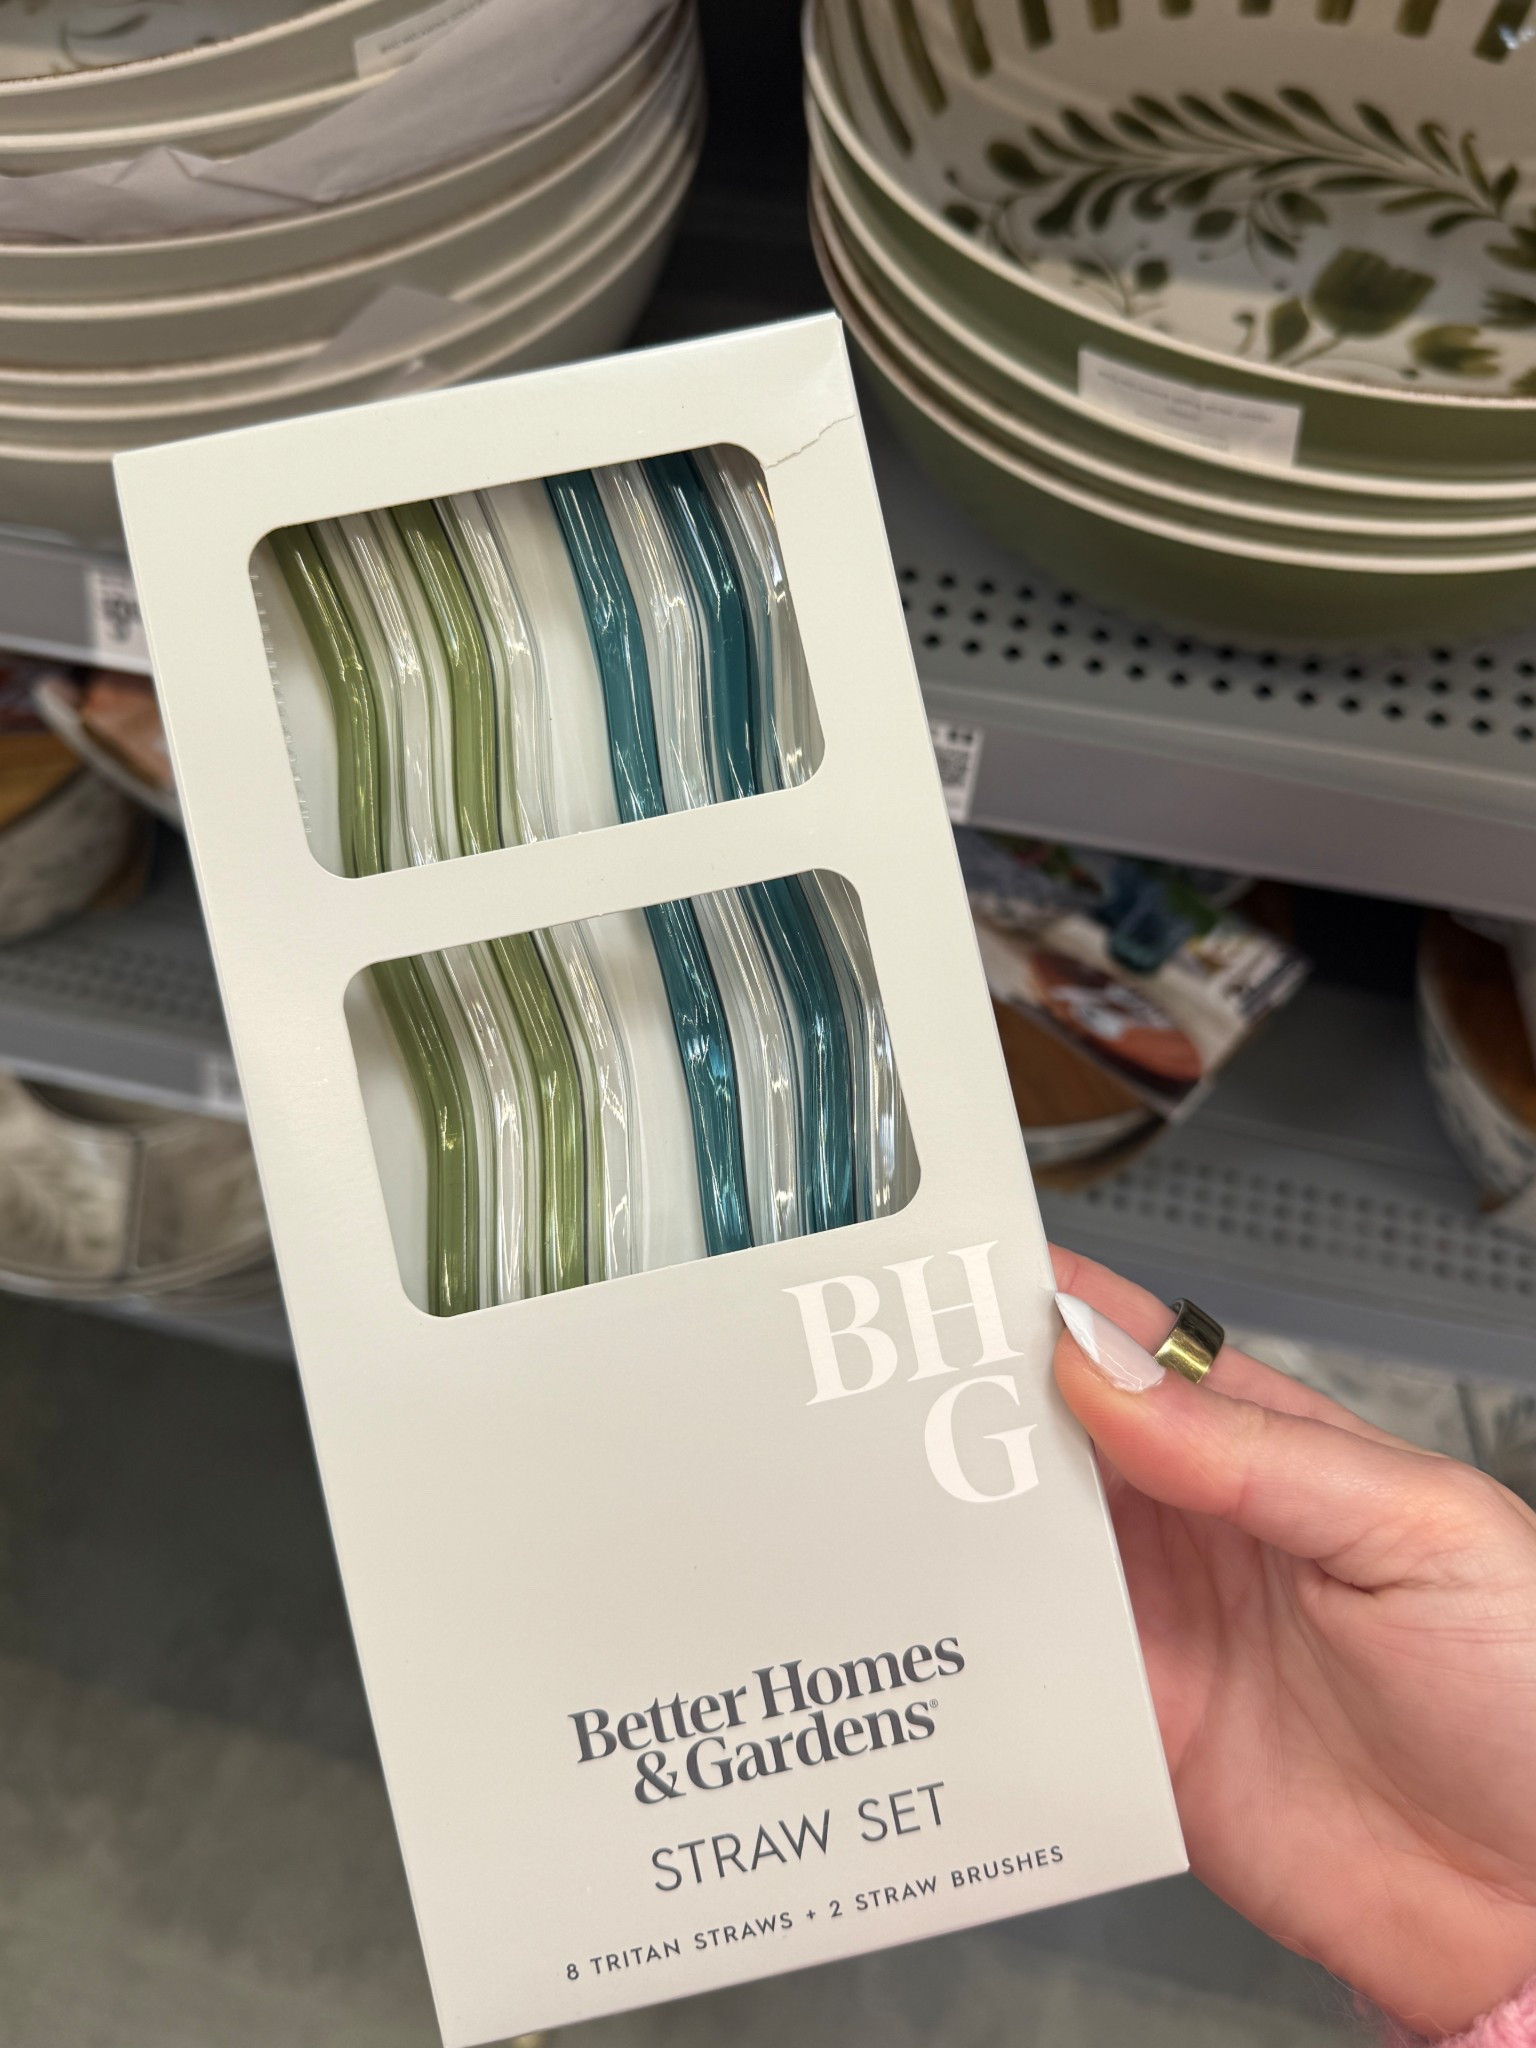 BH
G
Better Homes
& Gardens®
STRAW SET
8 TRITAN STRAWS + 2 STRAW BRUSHES